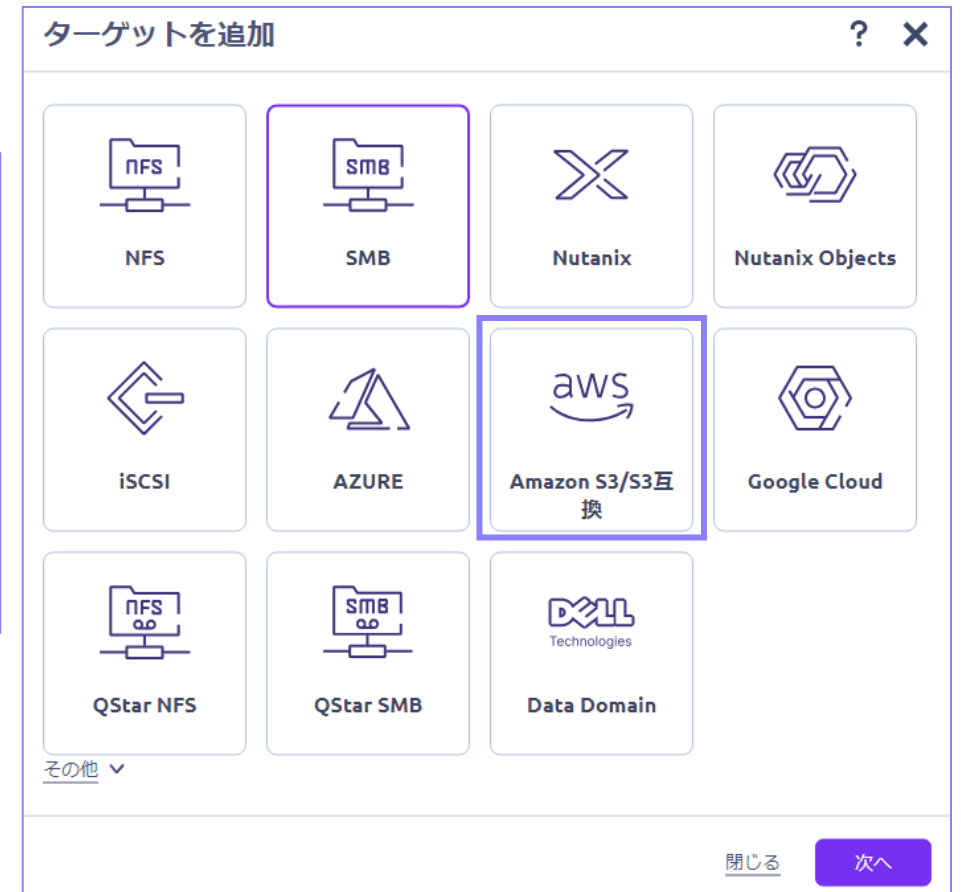 ターゲットを追加 ? ×
NFS SMB
NFS SMB Nutanix Nutanix Objects
aws
iSCSI AZURE Amazon S3/S3互 Google Cloud
換
NFS SMB DELL
Technologies
QStar NFS QStar SMB Data Domain
その他
閉じる 次へ